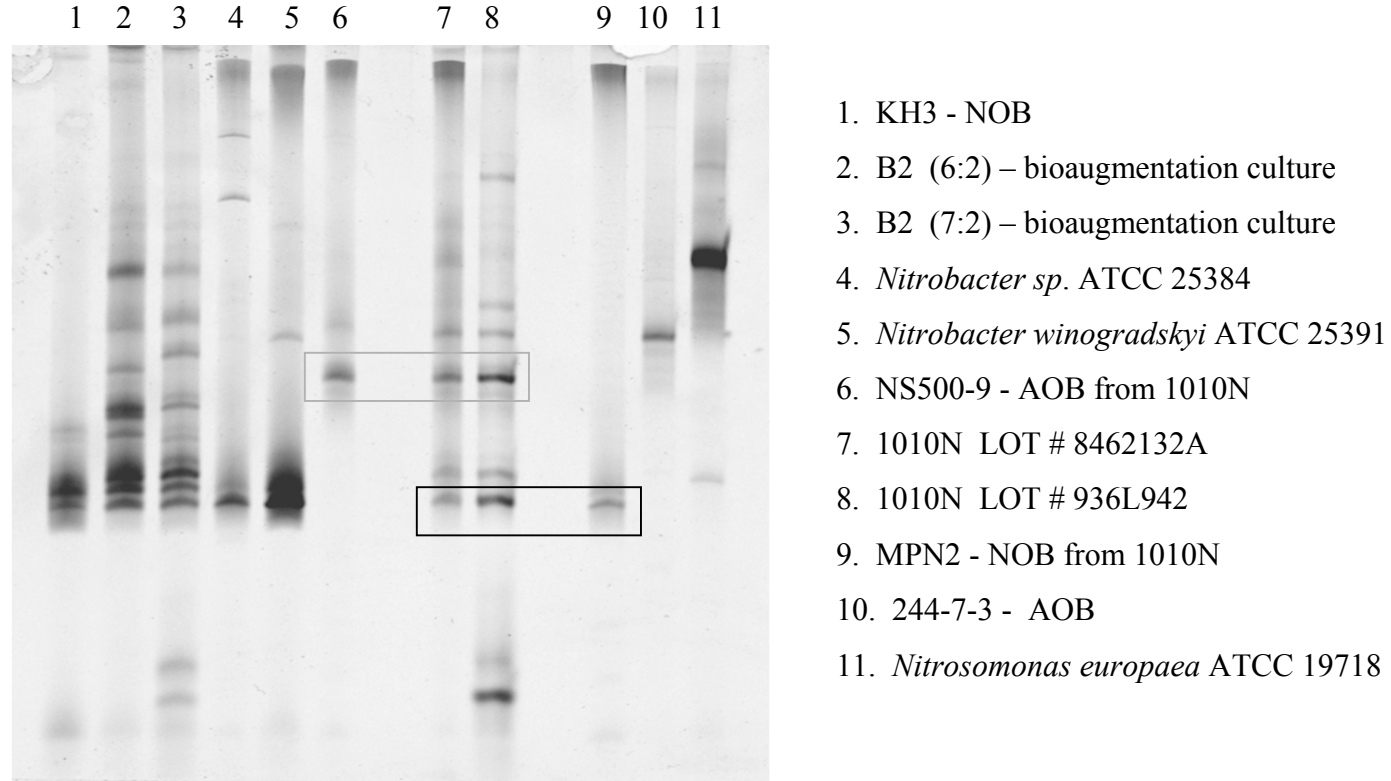 1 2 3 4 5 6 7 8 9 10 11
1. KH3 - NOB
2. B2 (6:2) – bioaugmentation culture
3. B2 (7:2) – bioaugmentation culture
4. Nitrobacter sp. ATCC 25384
5. Nitrobacter winogradskyi ATCC 25391
6. NS500-9 - AOB from 1010N
7. 1010N LOT # 8462132A
8. 1010N LOT # 936L942
9. MPN2 - NOB from 1010N
10. 244-7-3 - AOB
11. Nitrosomonas europaea ATCC 19718